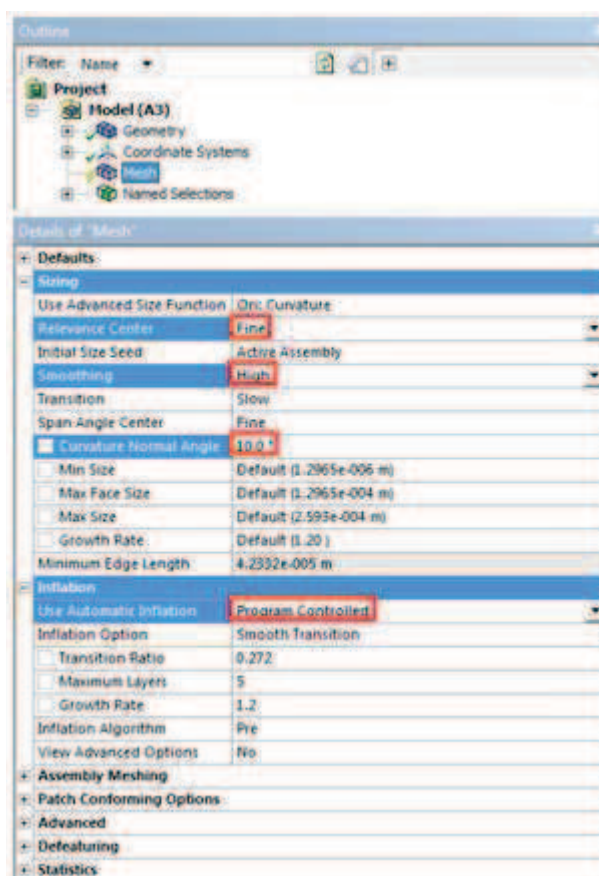 Outline
Filter: Name
Project
Model (A3)
Geometry
Coordinate Systems
Mesh
Named Selections
Details of "Mesh"
Defaults
Sizing
Use Advanced Size Function On: Curvature
Relevance Center Fine
Initial Size Seed Active Assembly
Smoothing High
Transition Slow
Span Angle Center Fine
Curvature Normal Angle 10.0 °
Min Size Default (1.2965e-006 m)
Max Face Size Default (1.2965e-004 m)
Max Size Default (2.593e-004 m)
Growth Rate Default (1.20 )
Minimum Edge Length 4.2332e-005 m
Inflation
Use Automatic Inflation Program Controlled
Inflation Option Smooth Transition
Transition Ratio 0.272
Maximum Layers 5
Growth Rate 1.2
Inflation Algorithm Pre
View Advanced Options No
Assembly Meshing
Patch Conforming Options
Advanced
Defeaturing
Statistics